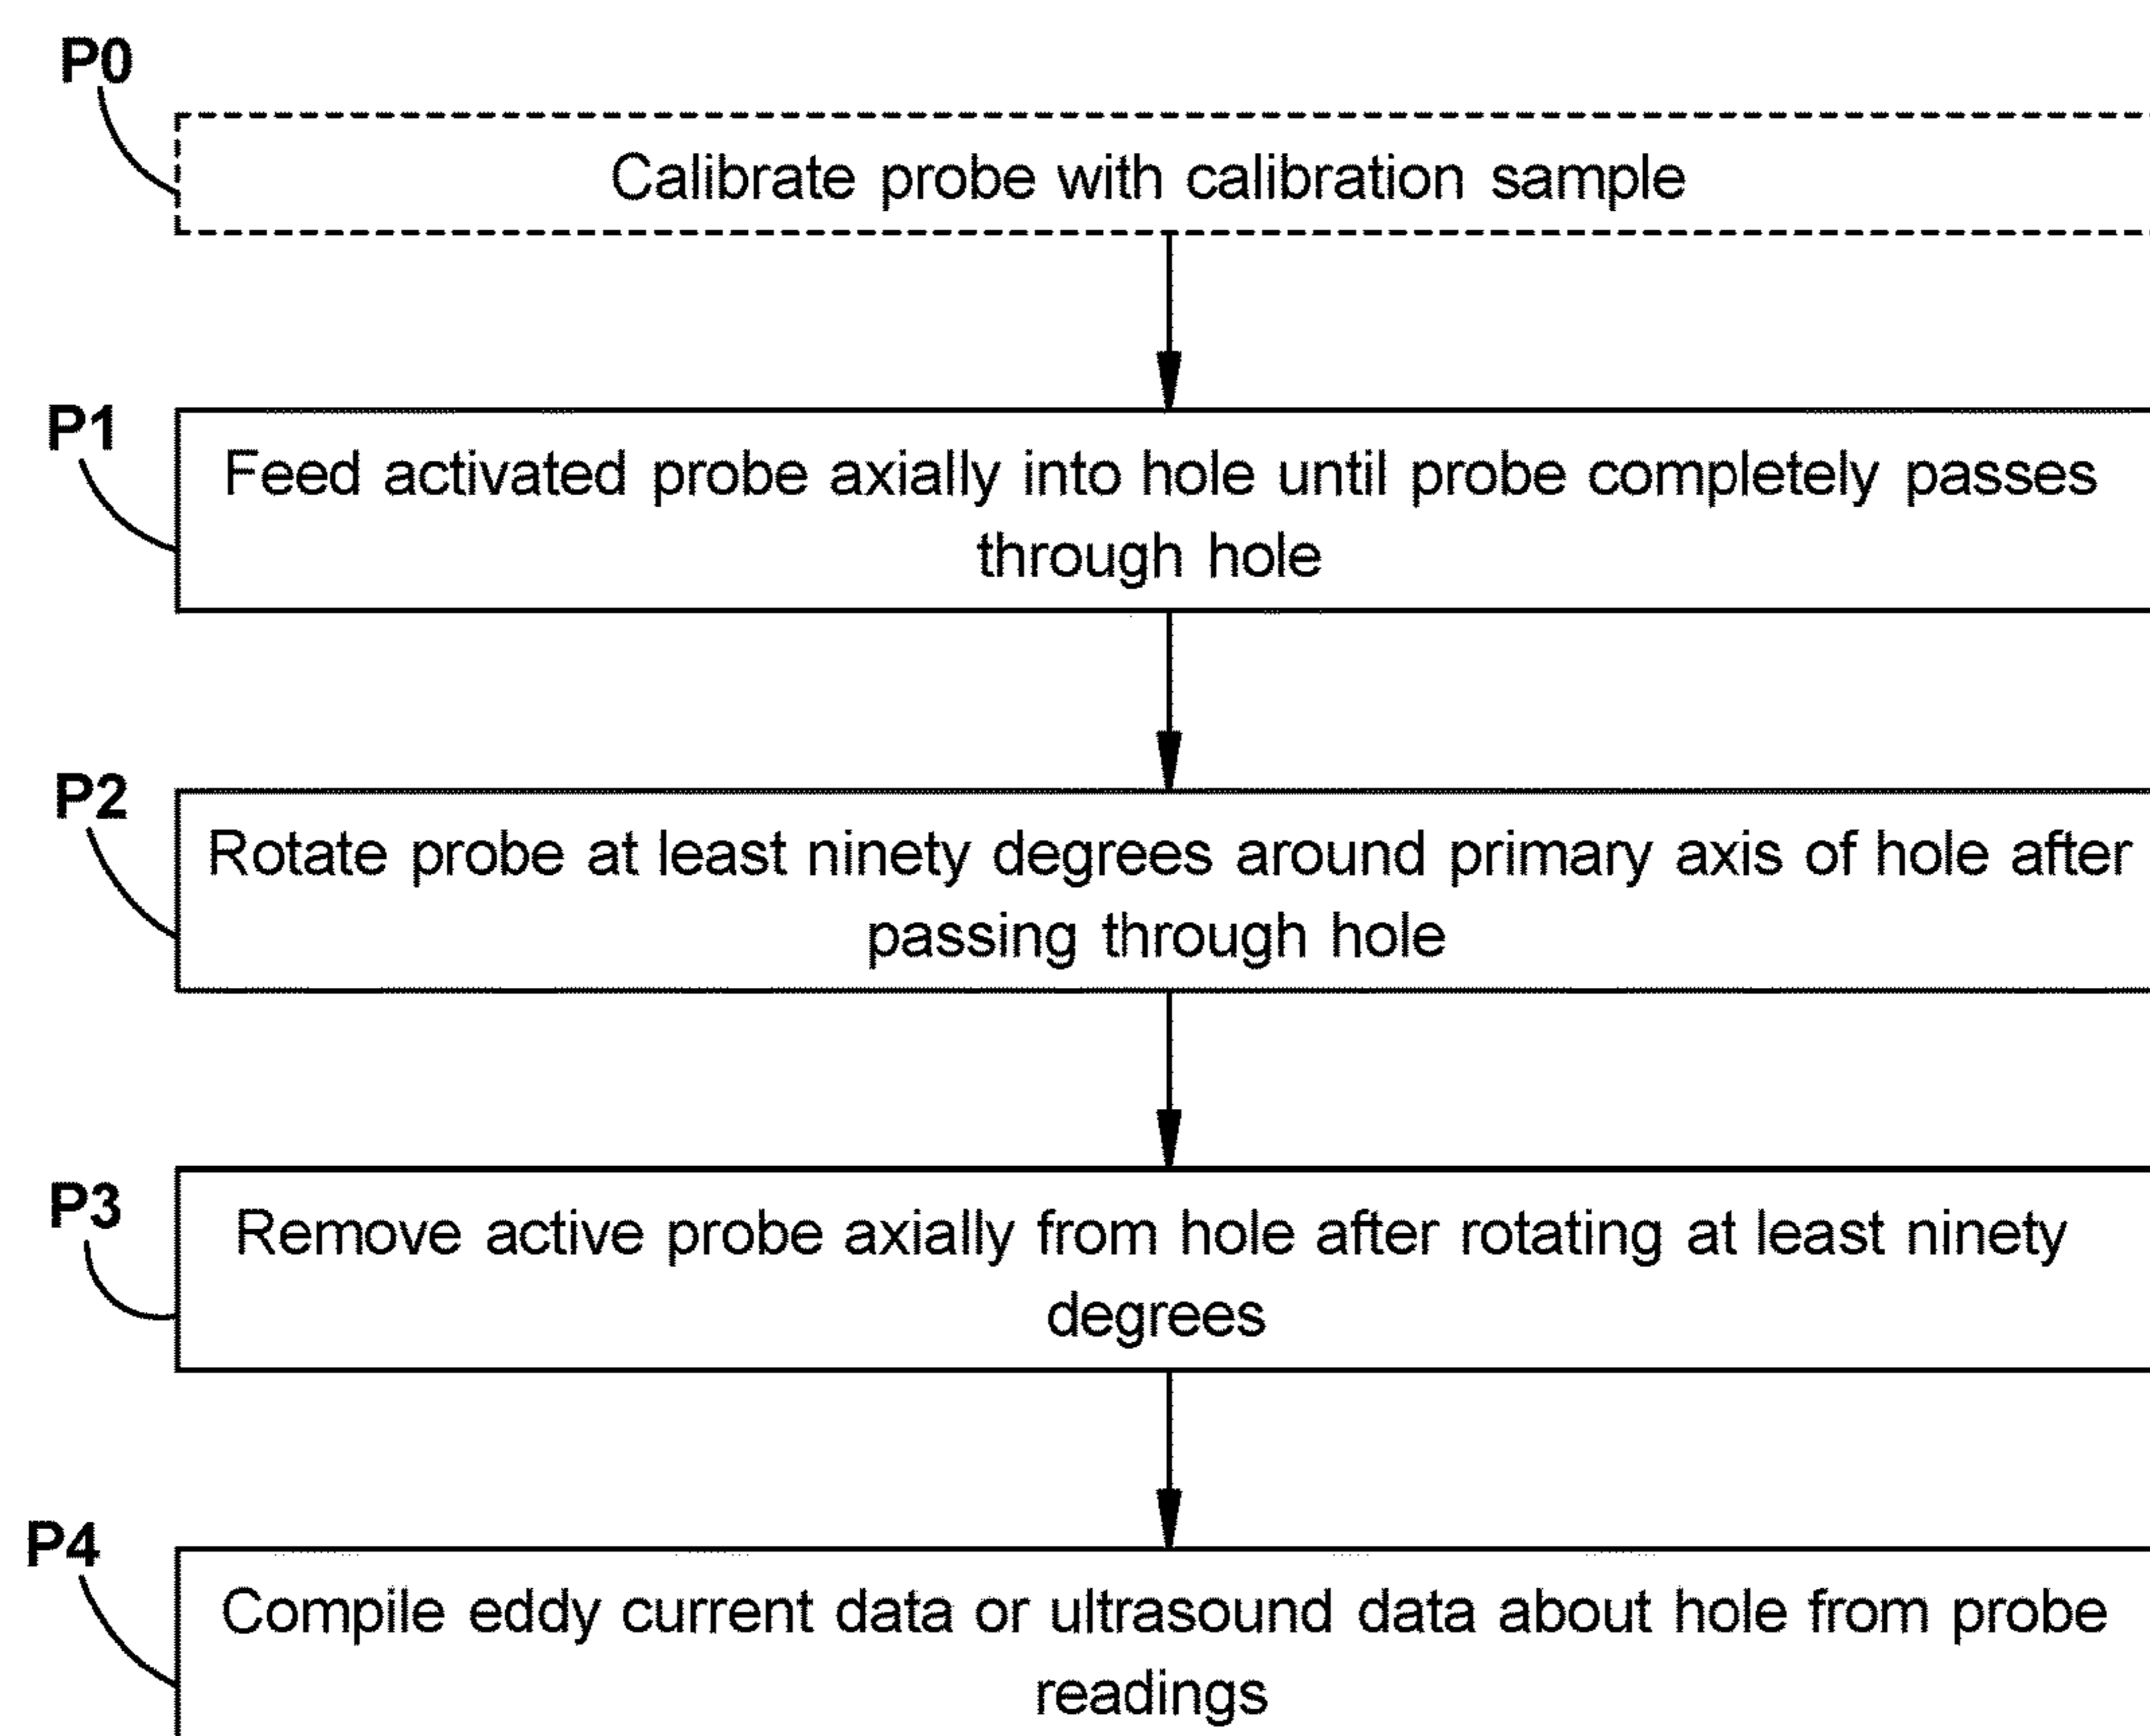 P0
Calibrate probe with calibration sample
P1
Feed activated probe axially into hole until probe completely passes
through hole
P2
Rotate probe at least ninety degrees around primary axis of hole after
passing through hole
P3
Remove active probe axially from hole after rotating at least ninety
degrees
P4
Compile eddy current data or ultrasound data about hole from probe
readings